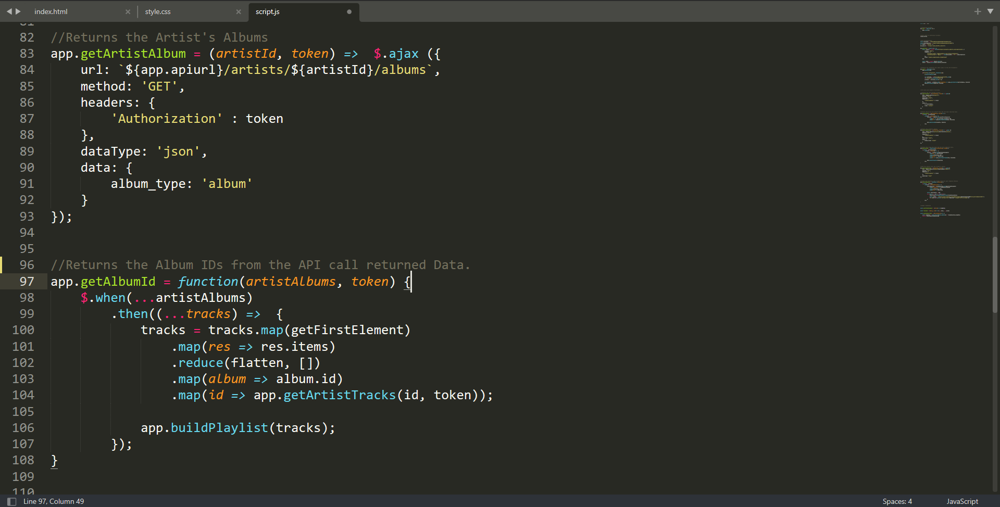 index.html × style.css × script.js
81
82 //Returns the Artist's Albums
83 app.getArtistAlbum = (artistId, token) =>  $.ajax ({
84     url: `${app.apiurl}/artists/${artistId}/albums`,
85     method: 'GET',
86     headers: {
87         'Authorization' : token
88     },
89     dataType: 'json',
90     data: {
91         album_type: 'album'
92     }
93 });
94
95
96 //Returns the Album IDs from the API call returned Data.
97 app.getAlbumId = function(artistAlbums, token) {
98     $.when(...artistAlbums)
99         .then((...tracks) =>  {
100             tracks = tracks.map(getFirstElement)
101                 .map(res => res.items)
102                 .reduce(flatten, [])
103                 .map(album => album.id)
104                 .map(id => app.getArtistTracks(id, token));
105
106             app.buildPlaylist(tracks);
107         });
108 }
109
110
Line 97, Column 49 Spaces: 4 JavaScript